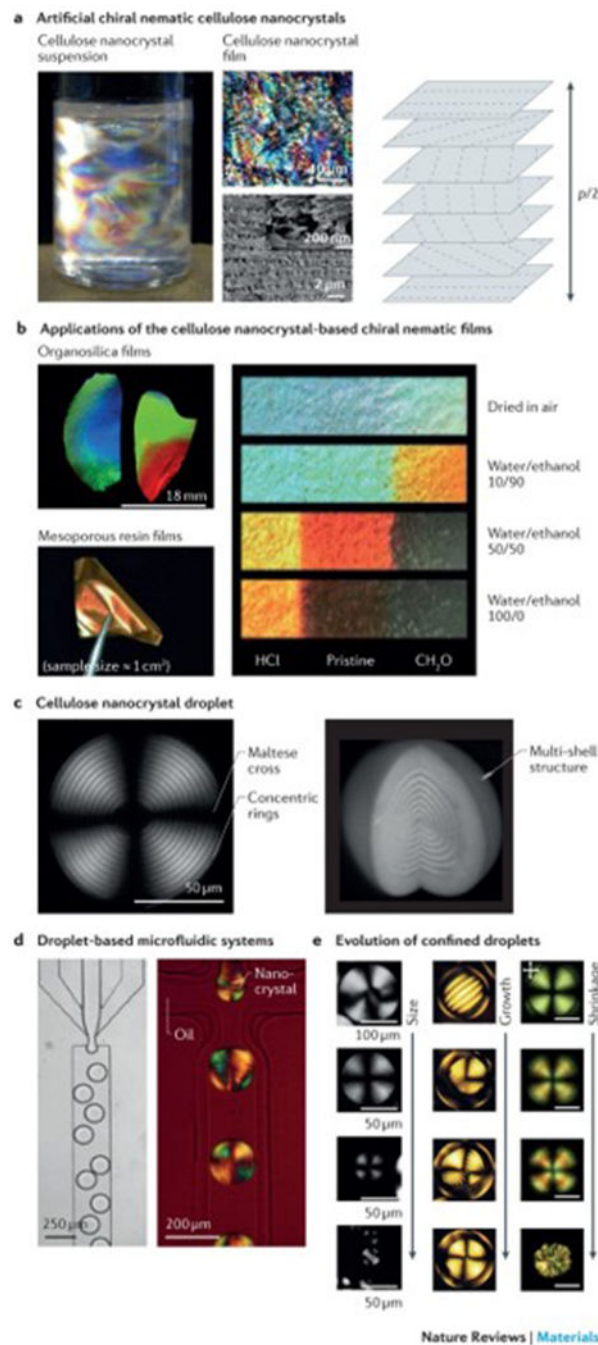 a Artificial chiral nematic cellulose nanocrystals
Cellulose nanocrystal
suspension
Cellulose nanocrystal
film
40 μm
200 nm
2 μm
p/2
b Applications of the cellulose nanocrystal-based chiral nematic films
Organosilica films
18 mm
Mesoporous resin films
(sample size ≈ 1 cm²)
Dried in air
Water/ethanol
10/90
Water/ethanol
50/50
Water/ethanol
100/0
HCl Pristine CH₂O
c Cellulose nanocrystal droplet
Maltese
cross
Concentric
rings
50 μm
Multi-shell
structure
d Droplet-based microfluidic systems
250 μm
Nano-
crystal
Oil
200 μm
e Evolution of confined droplets
100 μm
50 μm
50 μm
50 μm
Size
Growth
Shrinkage
Nature Reviews | Materials